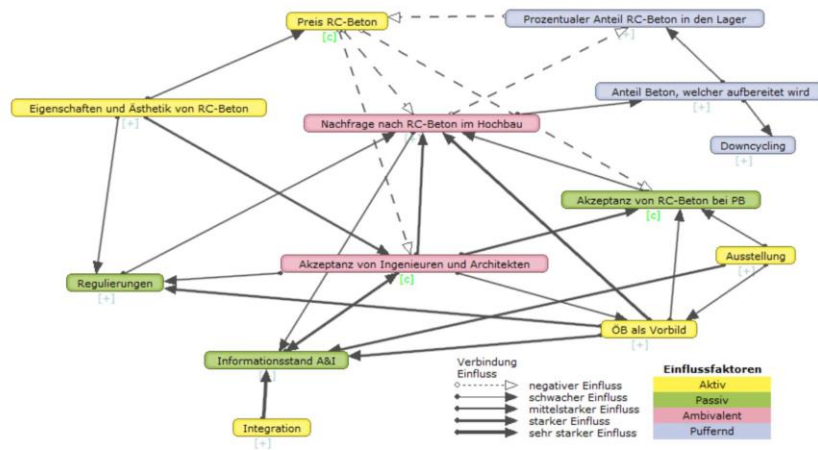 Preis RC-Beton
[c]
Prozentualer Anteil RC-Beton in den Lager
[+]
Eigenschaften und Ästhetik von RC-Beton
[+]
Anteil Beton, welcher aufbereitet wird
[+]
Nachfrage nach RC-Beton im Hochbau
Downcycling
[+]
Akzeptanz von RC-Beton bei PB
[c]
Akzeptanz von Ingenieuren und Architekten
[c]
Ausstellung
[+]
Regulierungen
[+]
ÖB als Vorbild
[+]
Informationsstand A&I
Integration
[+]
Verbindung
Einfluss
negativer Einfluss
schwacher Einfluss
mittelstarker Einfluss
starker Einfluss
sehr starker Einfluss
Einflussfaktoren
Aktiv
Passiv
Ambivalent
Puffernd